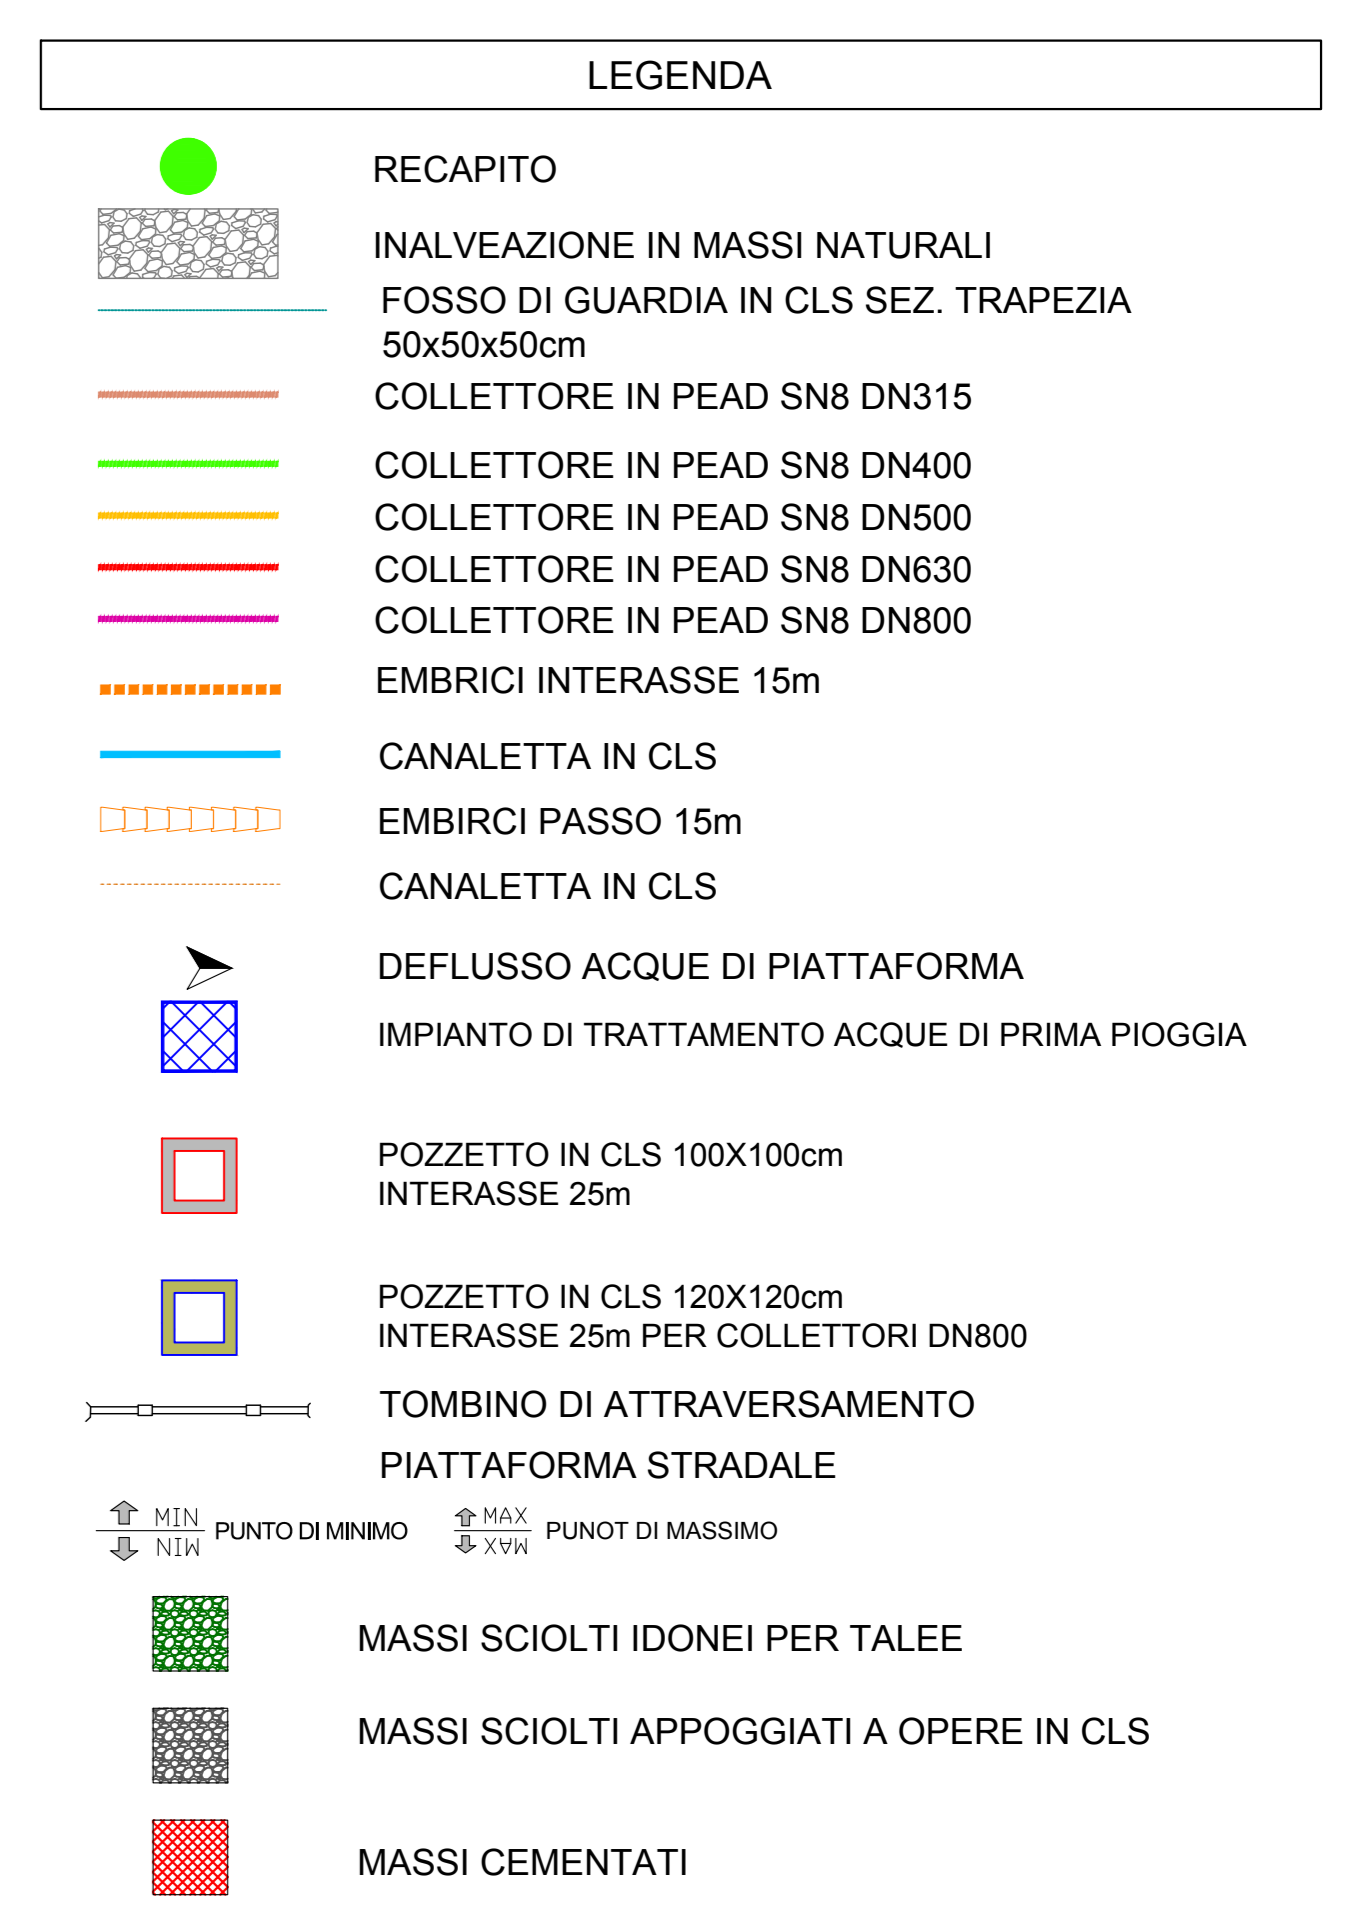 LEGENDA
RECAPITO
INALVEAZIONE IN MASSI NATURALI
FOSSO DI GUARDIA IN CLS SEZ. TRAPEZIA
50x50x50cm
COLLETTORE IN PEAD SN8 DN315
COLLETTORE IN PEAD SN8 DN400
COLLETTORE IN PEAD SN8 DN500
COLLETTORE IN PEAD SN8 DN630
COLLETTORE IN PEAD SN8 DN800
EMBRICI INTERASSE 15m
CANALETTA IN CLS
EMBIRCI PASSO 15m
CANALETTA IN CLS
DEFLUSSO ACQUE DI PIATTAFORMA
IMPIANTO DI TRATTAMENTO ACQUE DI PRIMA PIOGGIA
POZZETTO IN CLS 100X100cm
INTERASSE 25m
POZZETTO IN CLS 120X120cm
INTERASSE 25m PER COLLETTORI DN800
TOMBINO DI ATTRAVERSAMENTO
PIATTAFORMA STRADALE
MIN
MIN
PUNTO DI MINIMO
MAX
MAX
PUNOT DI MASSIMO
MASSI SCIOLTI IDONEI PER TALEE
MASSI SCIOLTI APPOGGIATI A OPERE IN CLS
MASSI CEMENTATI